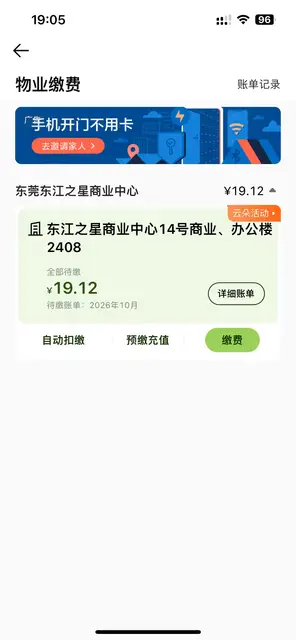 19:05
96
物业缴费
账单记录
广告
手机开门不用卡
去邀请家人 >
东莞东江之星商业中心
¥19.12
云朵活动
东江之星商业中心14号商业、办公楼
2408
全部待缴
¥19.12
待缴账单：2026年10月
详细账单
自动扣缴
预缴充值
缴费